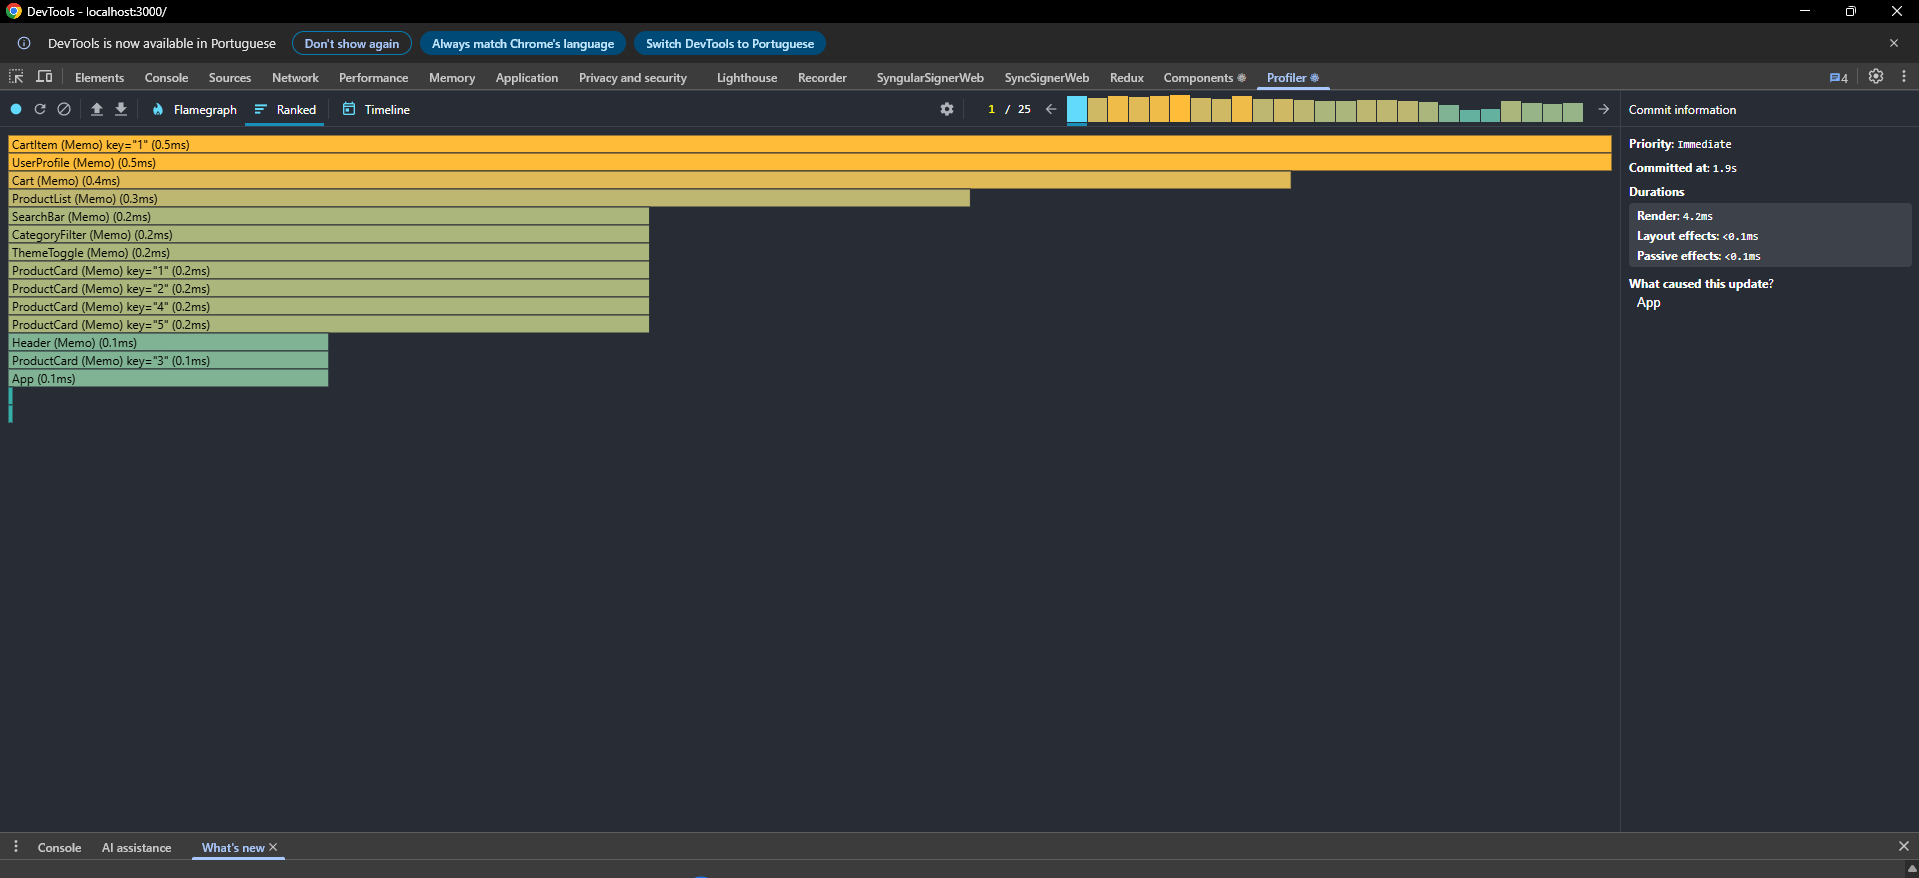 DevTools - localhost:3000/
DevTools is now available in Portuguese Don't show again Always match Chrome's language Switch DevTools to Portuguese
Elements Console Sources Network Performance Memory Application Privacy and security Lighthouse Recorder SyngularSignerWeb SyncSignerWeb Redux Components Profiler 4
Flamegraph Ranked Timeline 1 / 25 Commit information
CartItem (Memo) key="1" (0.5ms)
UserProfile (Memo) (0.5ms)
Cart (Memo) (0.4ms)
ProductList (Memo) (0.3ms)
SearchBar (Memo) (0.2ms)
CategoryFilter (Memo) (0.2ms)
ThemeToggle (Memo) (0.2ms)
ProductCard (Memo) key="1" (0.2ms)
ProductCard (Memo) key="2" (0.2ms)
ProductCard (Memo) key="4" (0.2ms)
ProductCard (Memo) key="5" (0.2ms)
Header (Memo) (0.1ms)
ProductCard (Memo) key="3" (0.1ms)
App (0.1ms)
Priority: Immediate
Committed at: 1.9s
Durations
Render: 4.2ms
Layout effects: <0.1ms
Passive effects: <0.1ms
What caused this update?
App
Console AI assistance What's new